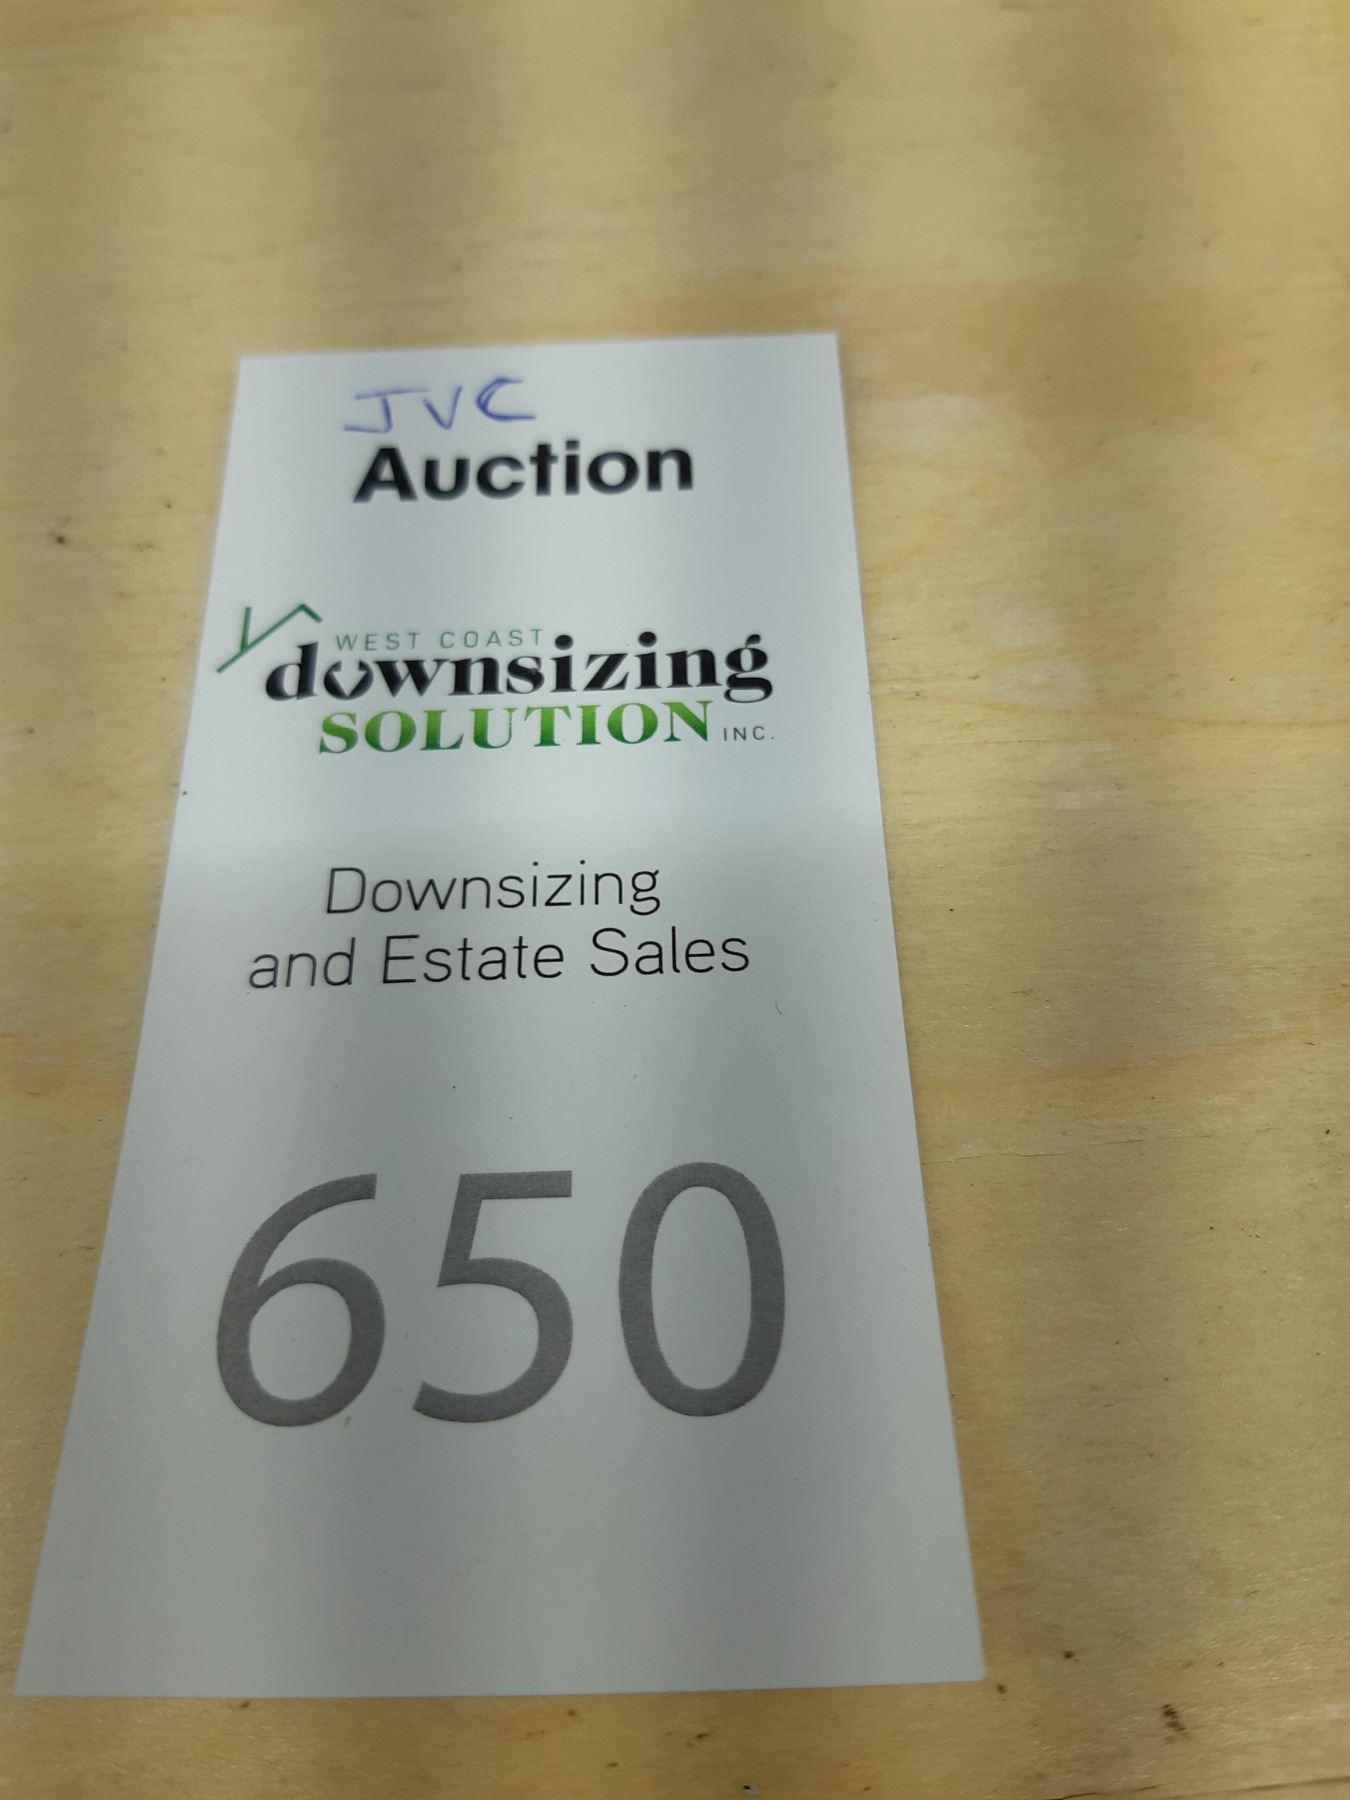 JVC
Auction
WEST COAST
downsizing
SOLUTION INC.
Downsizing
and Estate Sales
650